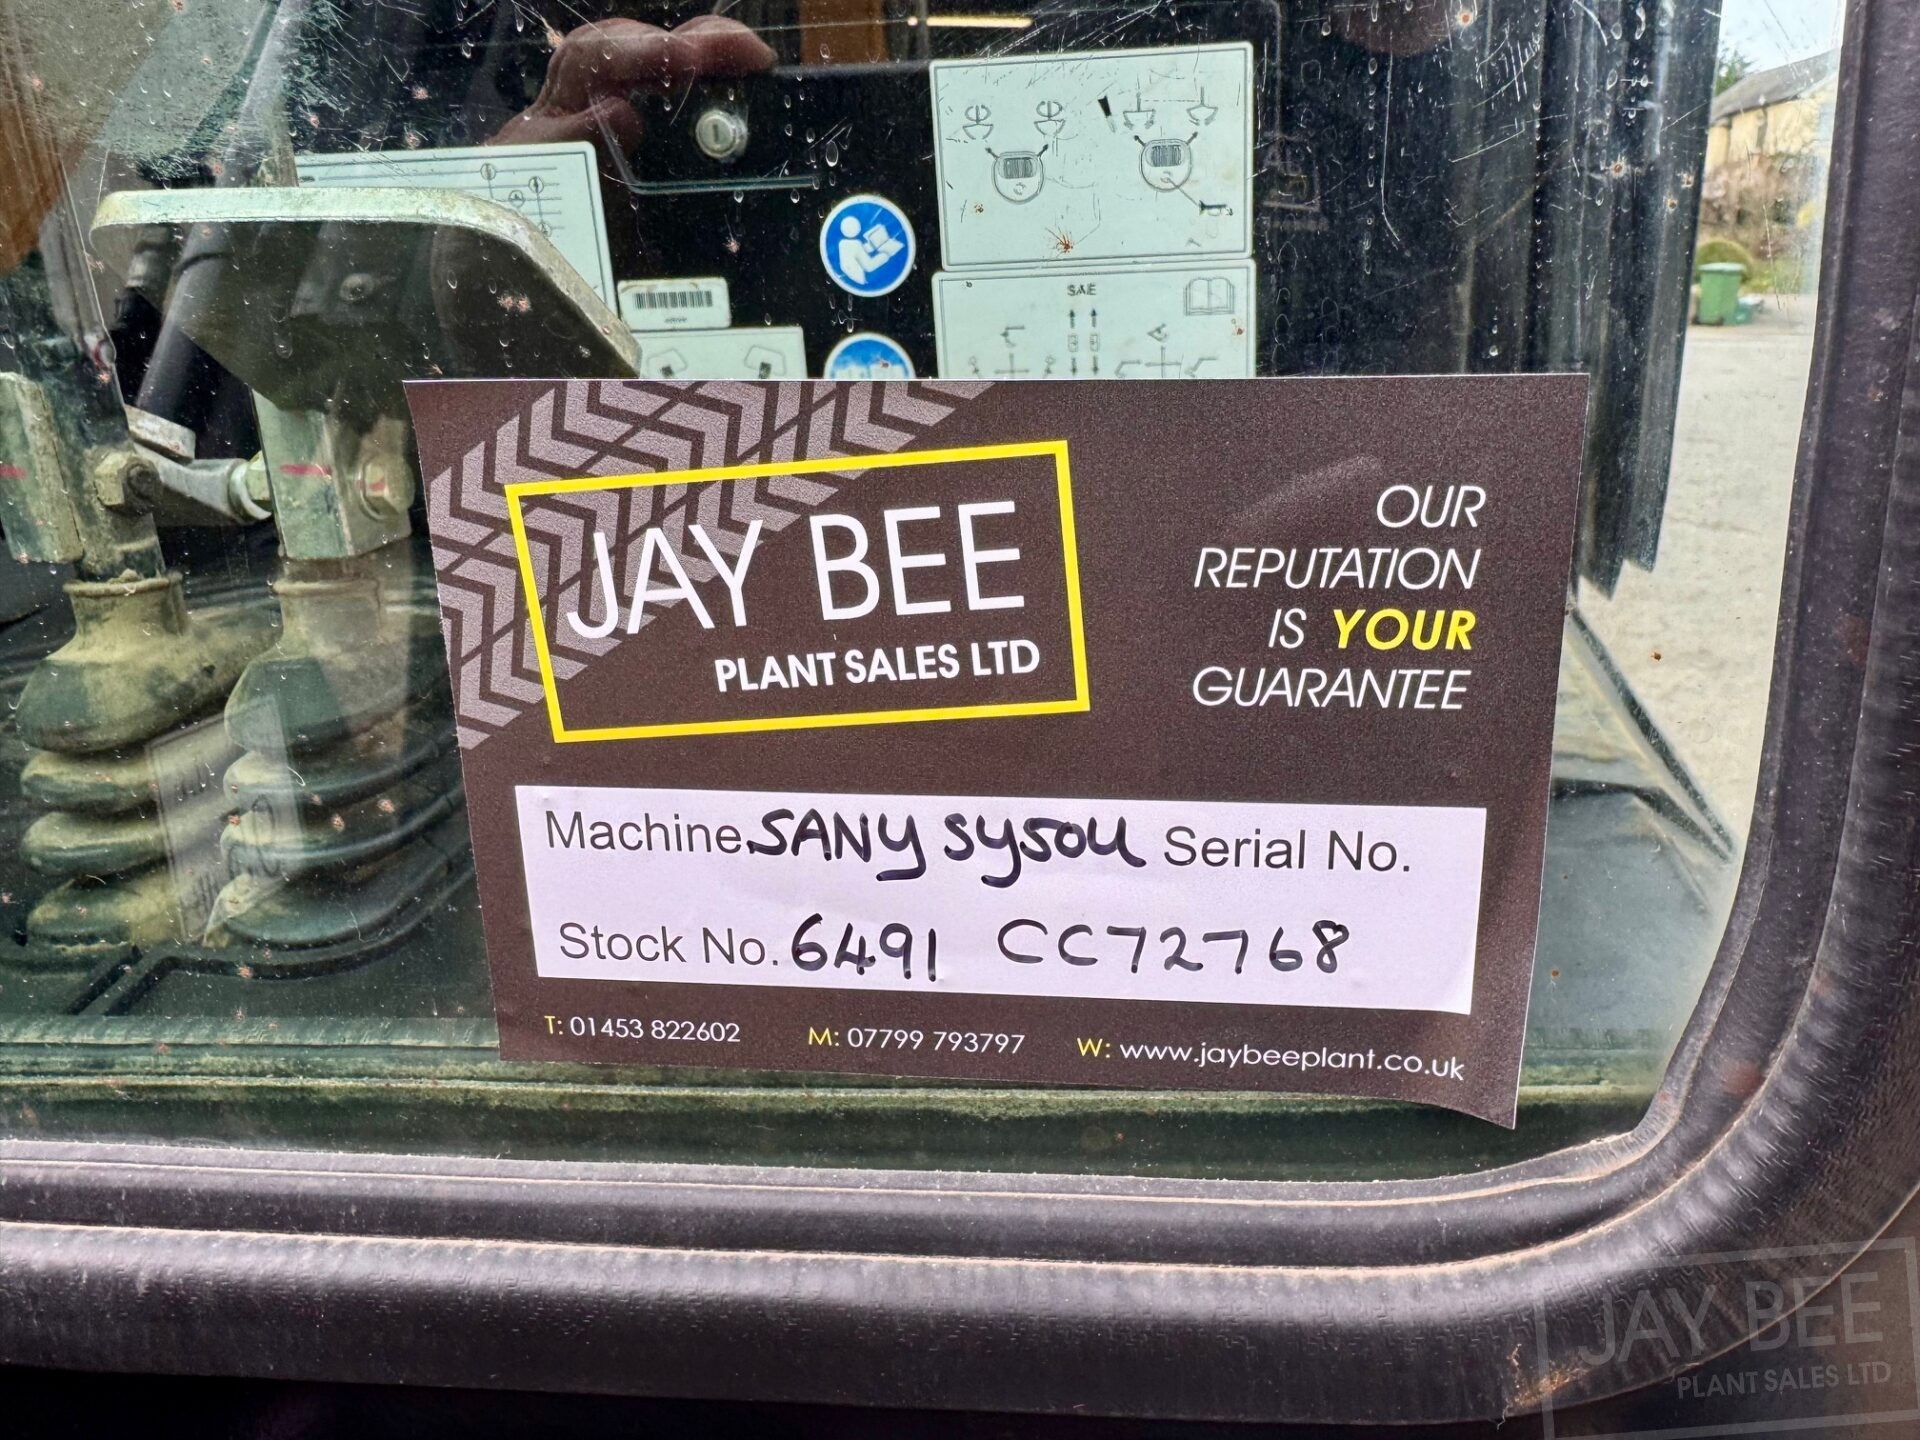 SAE
JAY BEE
PLANT SALES LTD
OUR
REPUTATION
IS YOUR
GUARANTEE
Machine SANY SY50U Serial No.
Stock No. 6491 CC72768
T: 01453 822602 M: 07799 793797 W: www.jaybeeplant.co.uk
JAY BEE
PLANT SALES LTD